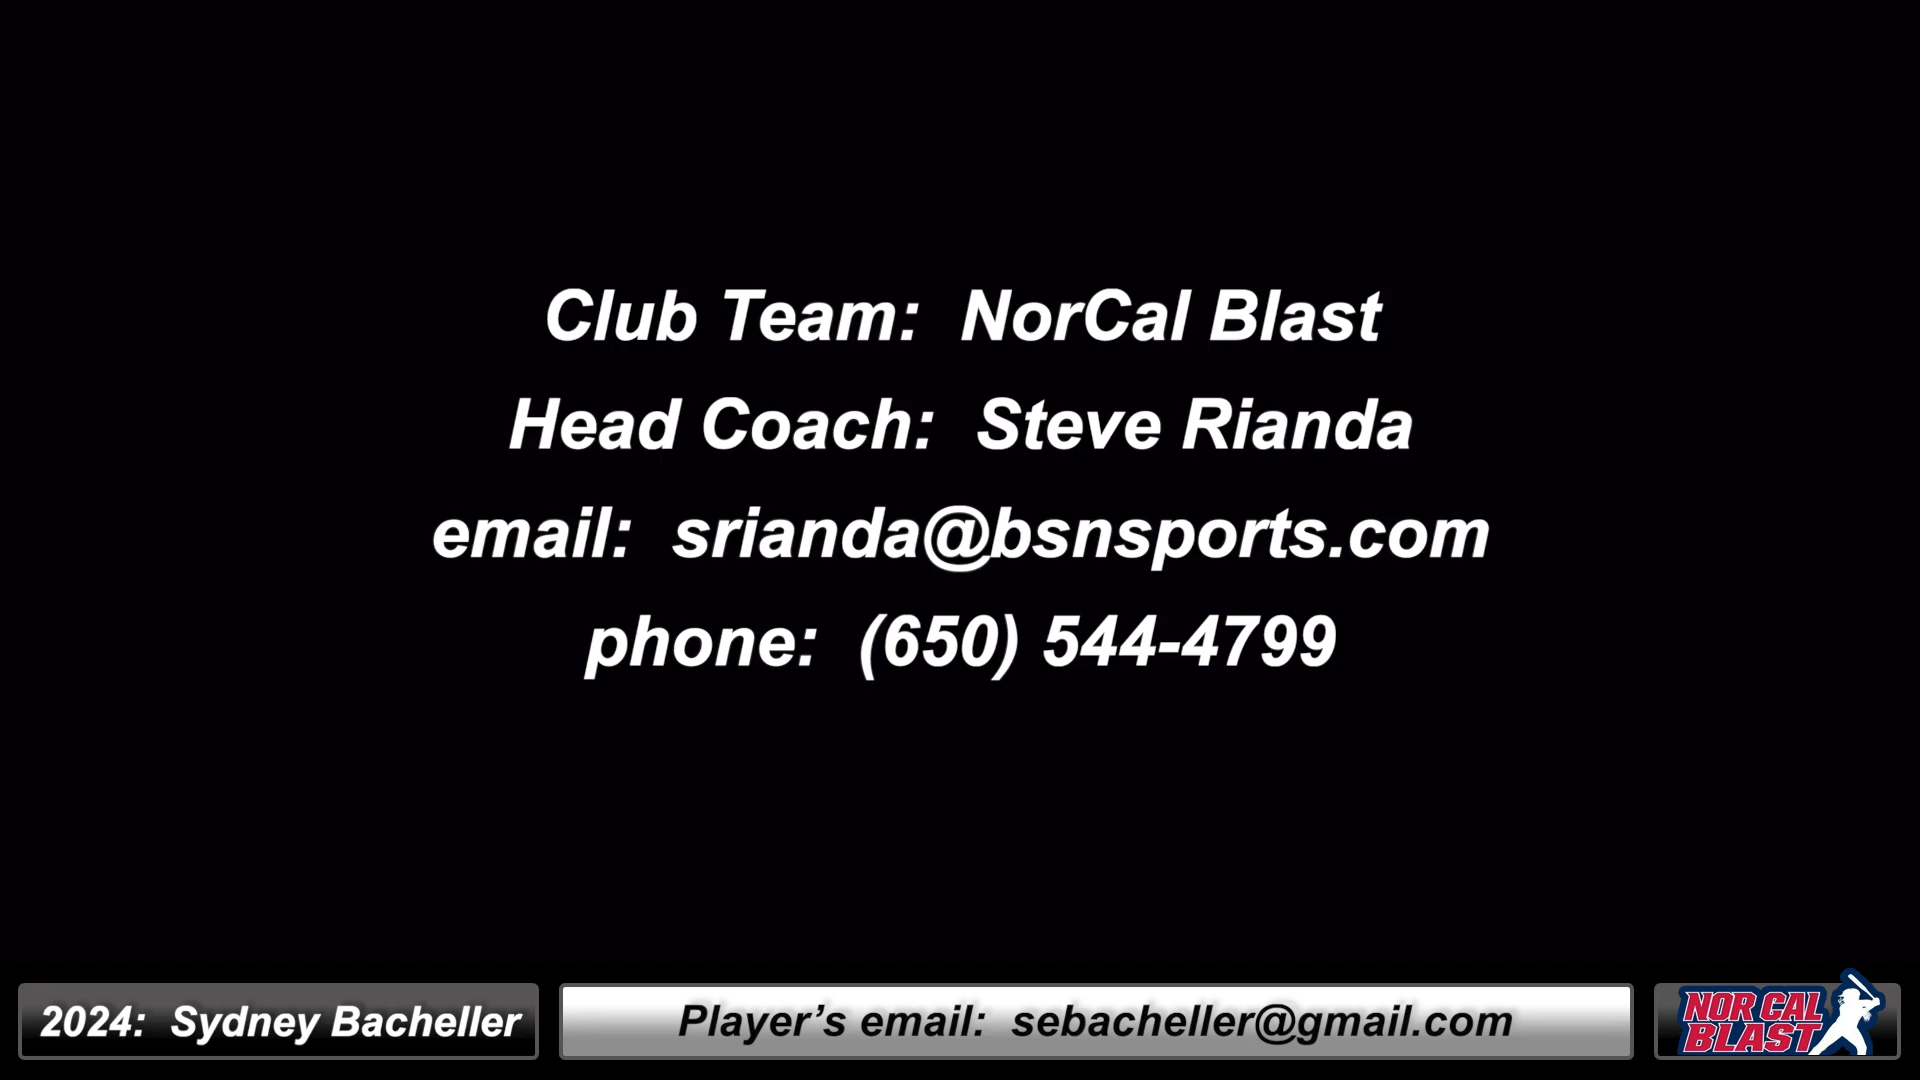 Club Team: NorCal Blast
Head Coach: Steve Rianda
email: srianda@bsnsports.com
phone: (650) 544-4799
2024: Sydney Bacheller
Player’s email: sebacheller@gmail.com
NOR CAL
BLAST